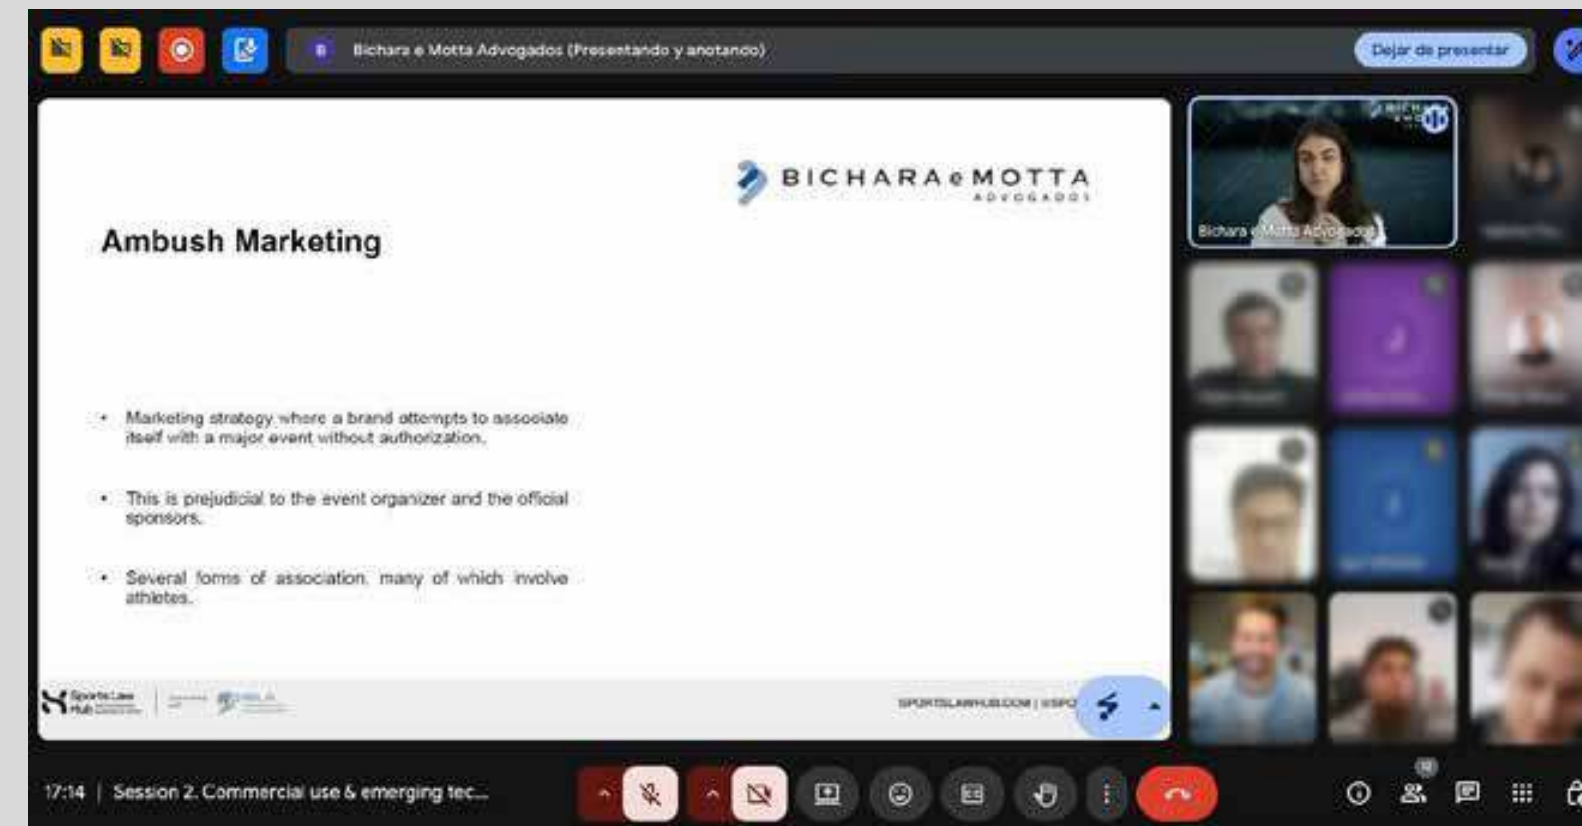 Bichara e Motta Advogados (Presentando y anotando)
Dejar de presentar
BICHARA e MOTTA
ADVOGADOS
Ambush Marketing
• Marketing strategy where a brand attempts to associate
itself with a major event without authorization.
• This is prejudicial to the event organizer and the official
sponsors.
• Several forms of association, many of which involve
athletes.
Sports Law
Hub
SPORTSLAWHUB.COM |
Bichara e Motta Advogados
J
17:14 | Session 2. Commercial use & emerging tec...